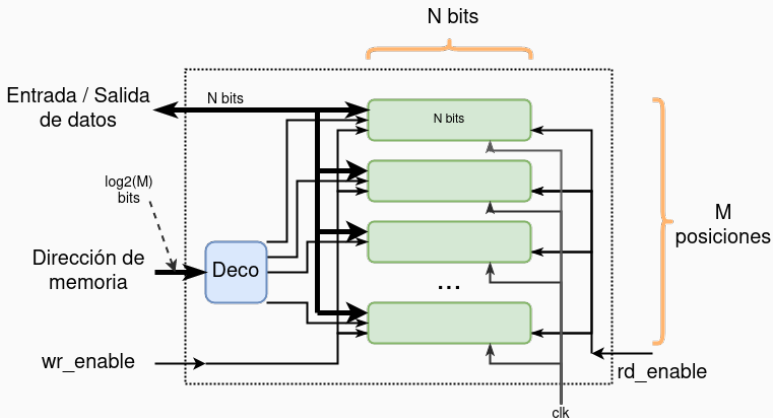 N bits
Entrada / Salida
de datos
N bits
N bits
log2(M)
bits
M
posiciones
Dirección de
memoria
Deco
...
wr_enable
rd_enable
clk